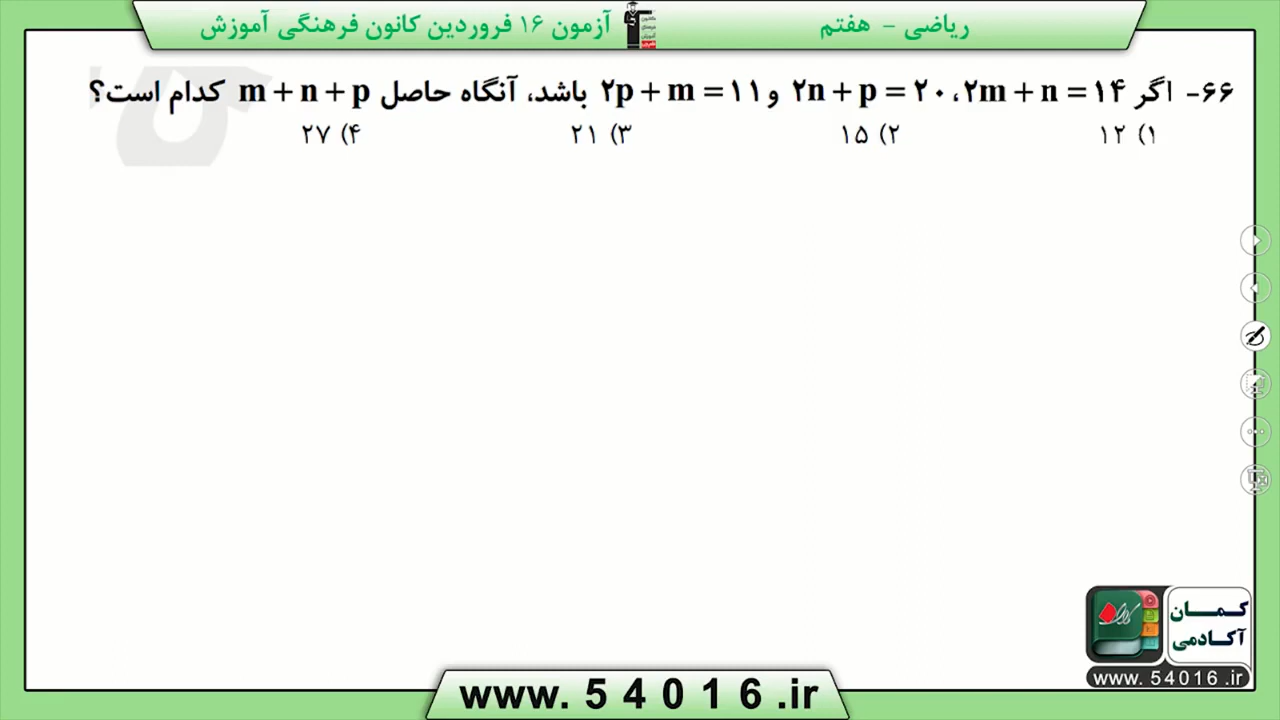 ریاضی - هفتم
آزمون ۱۶ فروردین کانون فرهنگی آموزش
۶۶- اگر ۲m + n = ۱۴، ۲n + p = ۲۰ و ۲p + m = ۱۱ باشد، آنگاه حاصل m + n + p کدام است؟
۱) ۱۲ ۲) ۱۵ ۳) ۲۱ ۴) ۲۷
کمان
آکادمی
www. 54016 .ir
www. 5 4 0 1 6 .ir